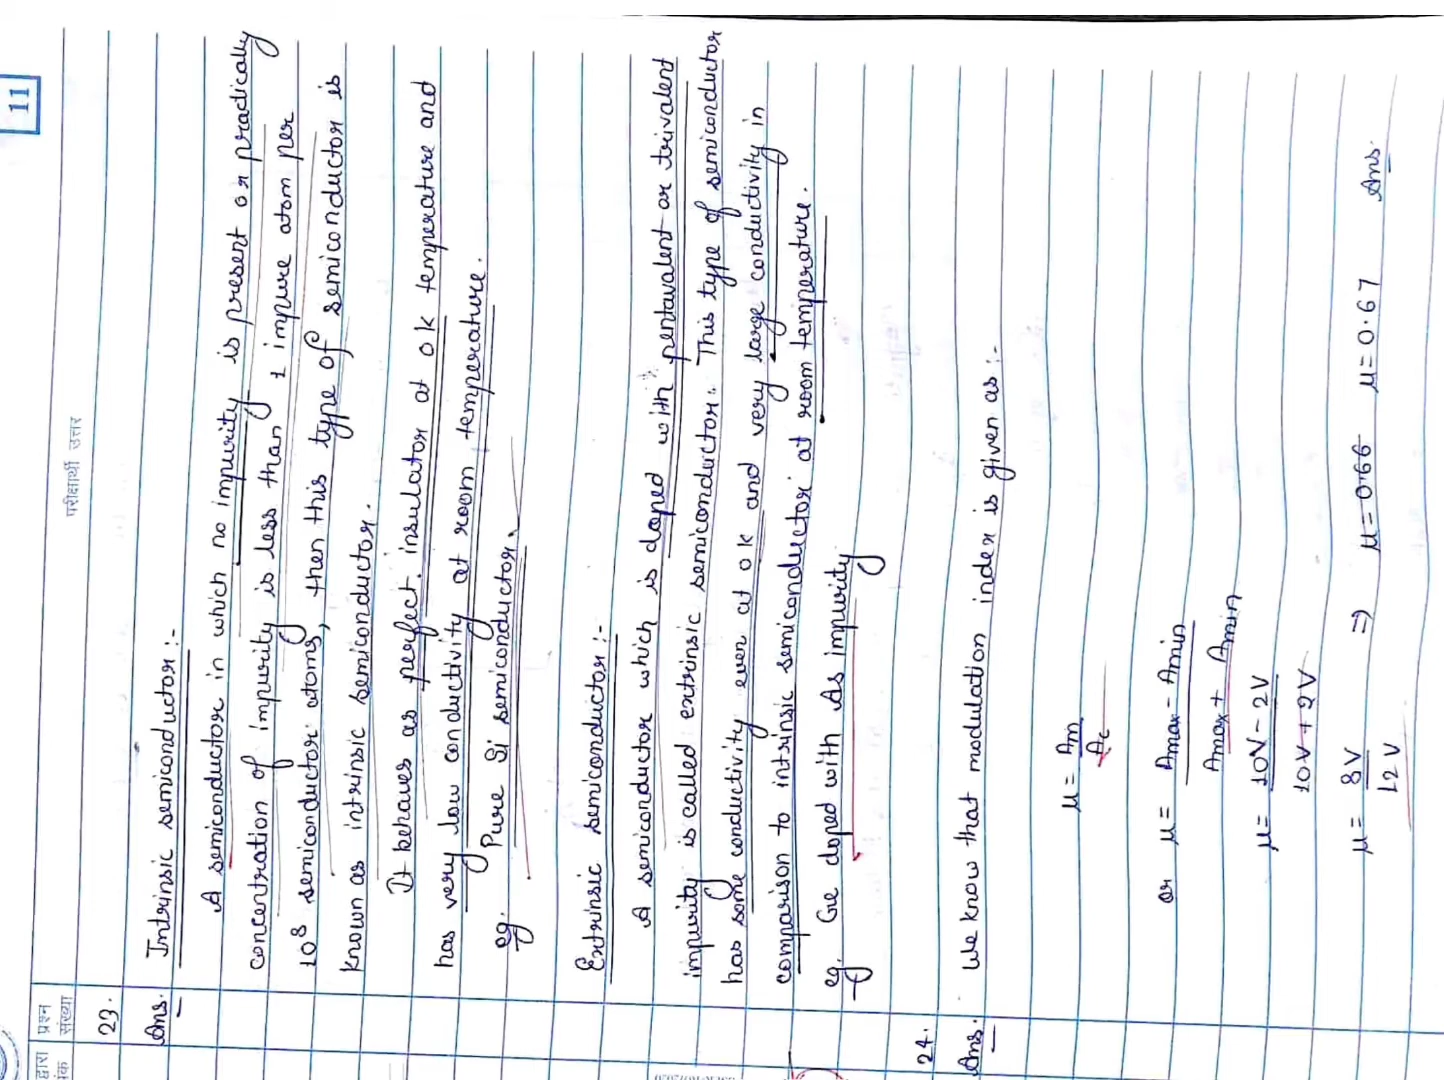 11
द्वारा
प्रश्न
संख्या
परीक्षार्थी उत्तर
23.
Ans. Intrinsic semiconductor :-
A semiconductor in which no impurity is present or practically
concentration of impurity is less than 1 impure atom per
10⁸ semiconductor atoms, then this type of semiconductor is
known as intrinsic semiconductor.
It behaves as perfect insulator at 0K temperature and
has very low conductivity at room temperature.
eg. Pure Si semiconductor.
Extrinsic semiconductor :-
A semiconductor which is doped with pentavalent or trivalent
impurity is called extrinsic semiconductor. This type of semiconductor
has some conductivity even at 0K and very large conductivity in
comparison to intrinsic semiconductor at room temperature.
eg. Ge doped with As impurity
24.
Ans. We know that modulation index is given as :-
μ = Am / Ac
or μ = Amax - Amin / Amax + Amin
μ = 10V - 2V / 10V + 2V
μ = 8V / 12V ⇒ μ = 0.66 μ = 0.67 Ans.